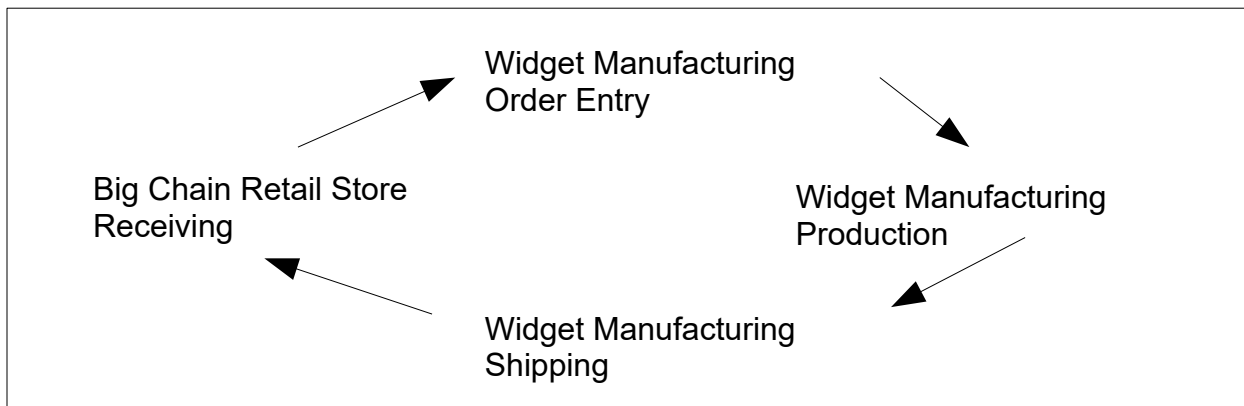 Widget Manufacturing
Order Entry
Big Chain Retail Store
Receiving
Widget Manufacturing
Production
Widget Manufacturing
Shipping